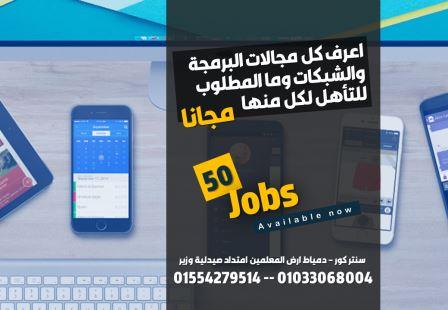 اعرف كل مجالات البرمجة
والشبكات وما المطلوب
للتأهل لكل منها
مجانا
50
Jobs
Available now
سنتر كور - دمياط ارض المعلمين امتداد صيدلية وزير
01554279514 -- 01033068004